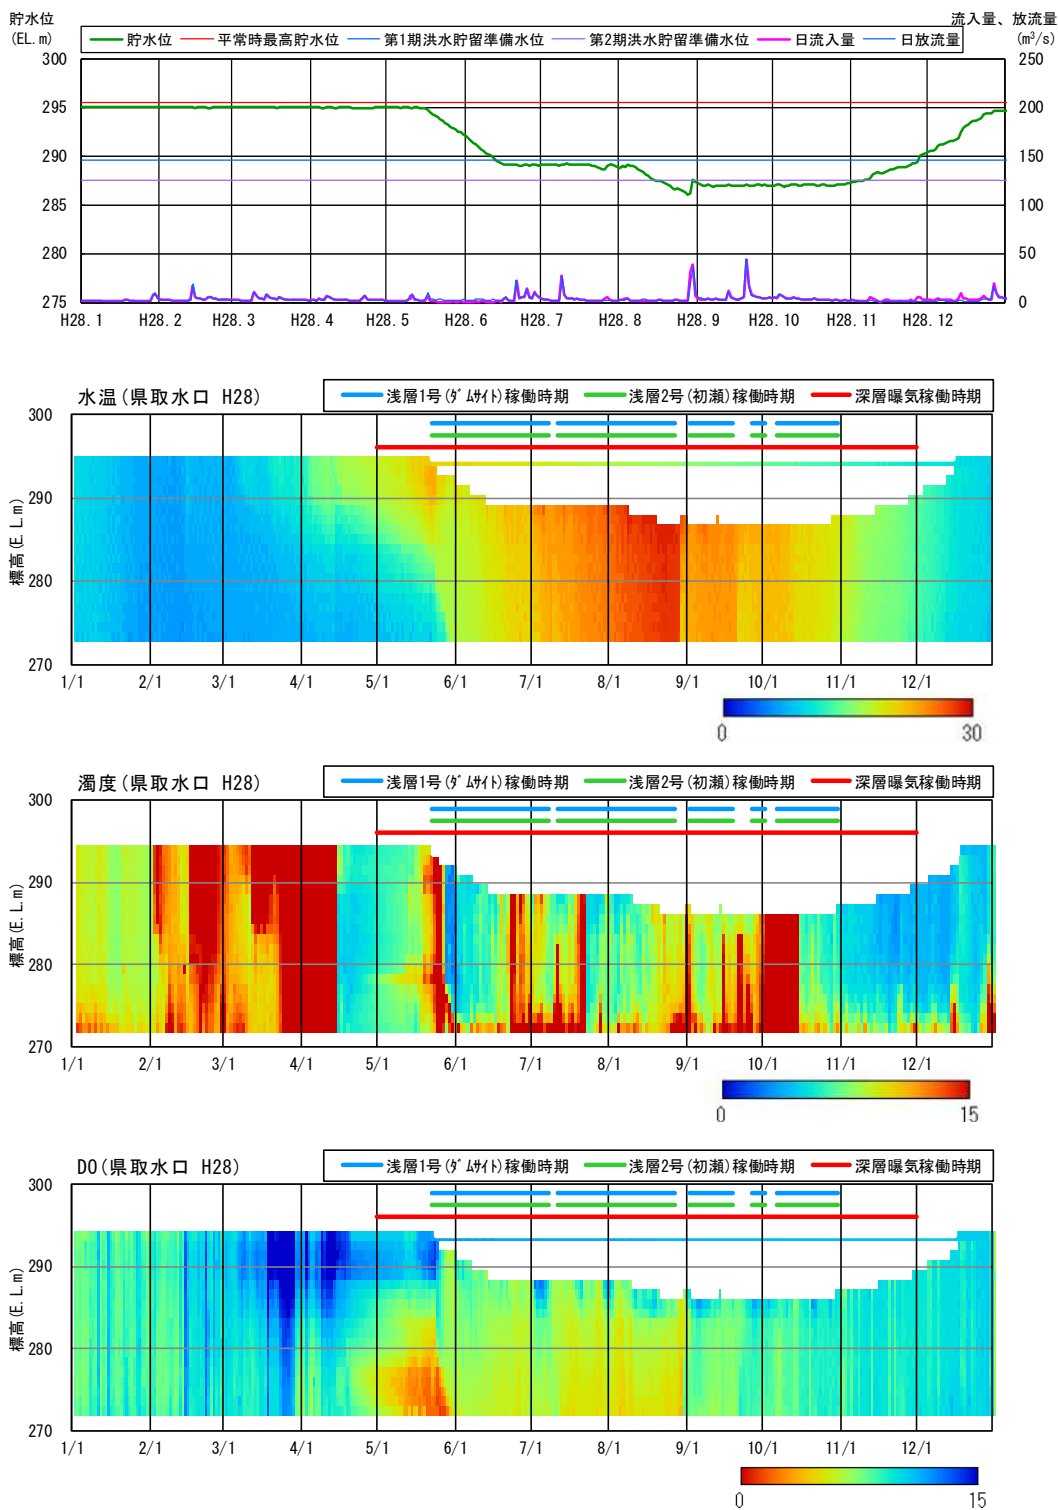 貯水位 流入量、放流量
(EL.m) (m³/s)
貯水位 平常時最高貯水位 第1期洪水貯留準備水位 第2期洪水貯留準備水位 日流入量 日放流量
300 250
295 200
290 150
285 100
280 50
275 0
H28.1 H28.2 H28.3 H28.4 H28.5 H28.6 H28.7 H28.8 H28.9 H28.10 H28.11 H28.12
水温(県取水口 H28)
浅層1号(ﾀﾞﾑｻｲﾄ)稼働時期 浅層2号(初瀬)稼働時期 深層曝気稼働時期
標高(E.L.m)
300
290
280
270
1/1 2/1 3/1 4/1 5/1 6/1 7/1 8/1 9/1 10/1 11/1 12/1
0 30
濁度(県取水口 H28)
浅層1号(ﾀﾞﾑｻｲﾄ)稼働時期 浅層2号(初瀬)稼働時期 深層曝気稼働時期
標高(E.L.m)
300
290
280
270
1/1 2/1 3/1 4/1 5/1 6/1 7/1 8/1 9/1 10/1 11/1 12/1
0 15
DO(県取水口 H28)
浅層1号(ﾀﾞﾑｻｲﾄ)稼働時期 浅層2号(初瀬)稼働時期 深層曝気稼働時期
標高(E.L.m)
300
290
280
270
1/1 2/1 3/1 4/1 5/1 6/1 7/1 8/1 9/1 10/1 11/1 12/1
0 15